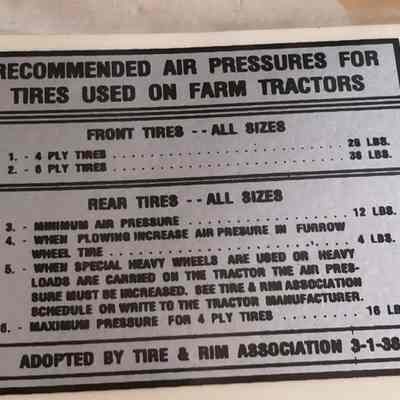 RECOMMENDED AIR PRESSURES FOR
TIRES USED ON FARM TRACTORS
FRONT TIRES -- ALL SIZES
1. - 4 PLY TIRES . . . . . . . . . . . . . . . . . . . . . . . . 28 LBS.
2. - 6 PLY TIRES . . . . . . . . . . . . . . . . . . . . . . . . 36 LBS.
REAR TIRES -- ALL SIZES
3. - MINIMUM AIR PRESSURE . . . . . . . . . . . . . . . . . 12 LBS.
4. - WHEN PLOWING INCREASE AIR PRESURE IN FURROW
WHEEL TIRE . . . . . . . . . . . . . . . . . . . . . . . . 4 LBS.
5. - WHEN SPECIAL HEAVY WHEELS ARE USED OR HEAVY
LOADS ARE CARRIED ON THE TRACTOR THE AIR PRES-
SURE MUST BE INCREASED. SEE TIRE & RIM ASSOCIATION
SCHEDULE OR WRITE TO THE TRACTOR MANUFACTURER.
6. - MAXIMUM PRESSURE FOR 4 PLY TIRES . . . . . . . . 16 LB
ADOPTED BY TIRE & RIM ASSOCIATION 3-1-38